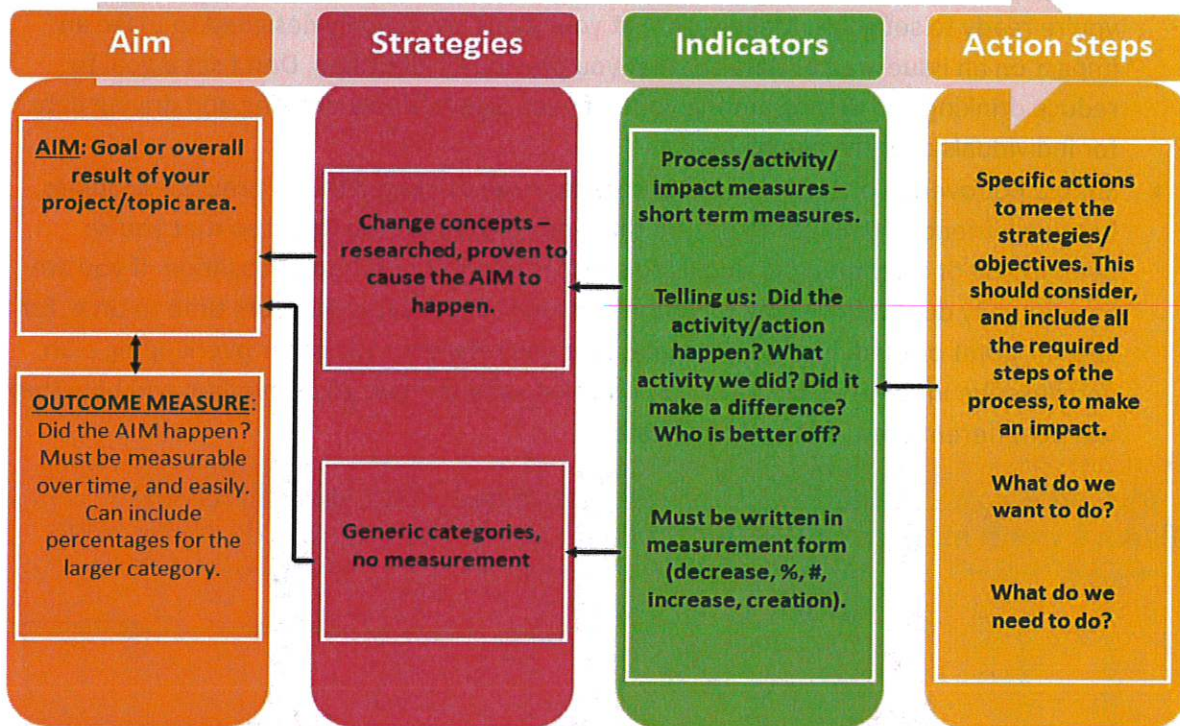 Aim
AIM: Goal or overall
result of your
project/topic area.
OUTCOME MEASURE:
Did the AIM happen?
Must be measurable
over time, and easily.
Can include
percentages for the
larger category.
Strategies
Change concepts –
researched, proven to
cause the AIM to
happen.
Generic categories,
no measurement
Indicators
Process/activity/
impact measures –
short term measures.
Telling us: Did the
activity/action
happen? What
activity we did? Did it
make a difference?
Who is better off?
Must be written in
measurement form
(decrease, %, #,
increase, creation).
Action Steps
Specific actions
to meet the
strategies/
objectives. This
should consider,
and include all
the required
steps of the
process, to make
an impact.
What do we
want to do?
What do we
need to do?